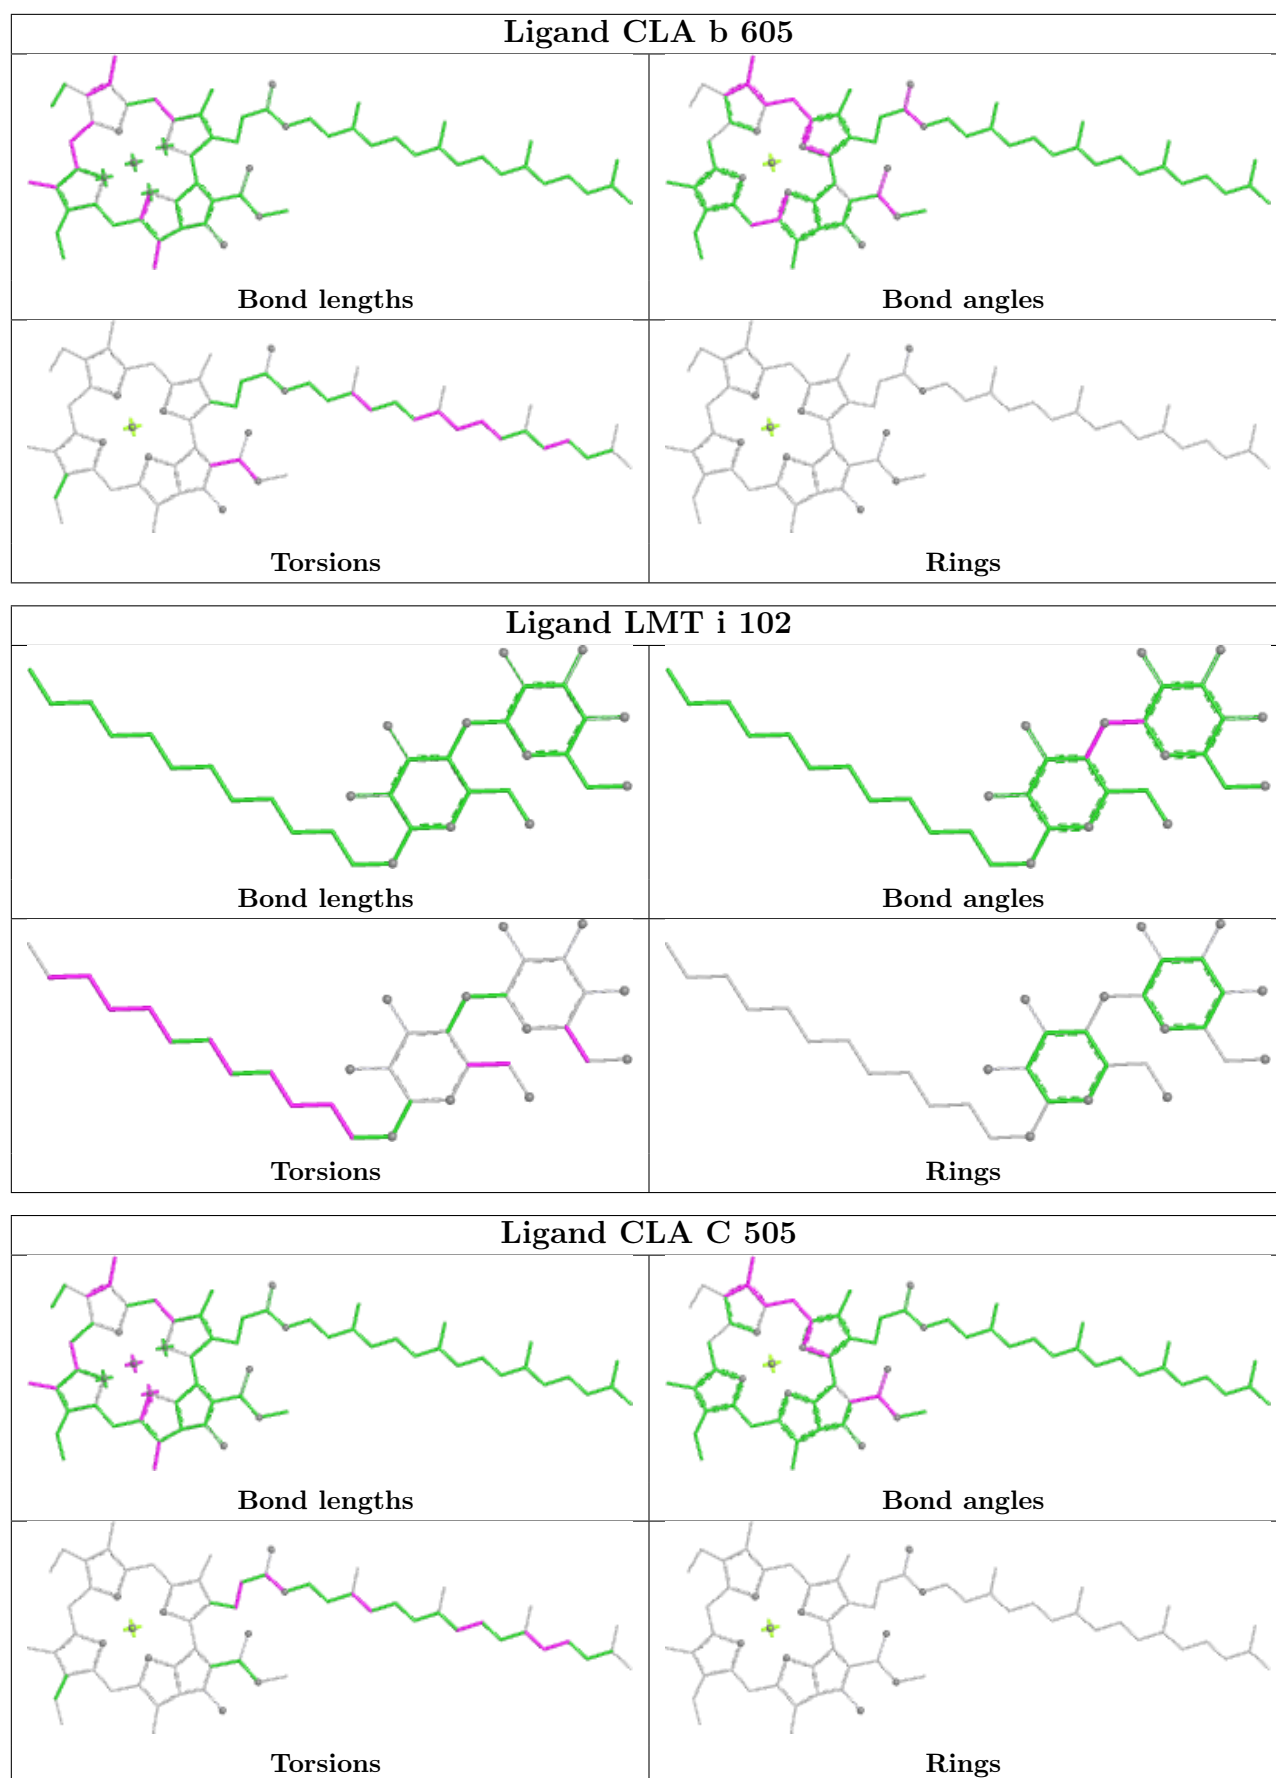 Ligand CLA b 605
Bond lengths
Bond angles
Torsions
Rings
Ligand LMT i 102
Bond lengths
Bond angles
Torsions
Rings
Ligand CLA C 505
Bond lengths
Bond angles
Torsions
Rings